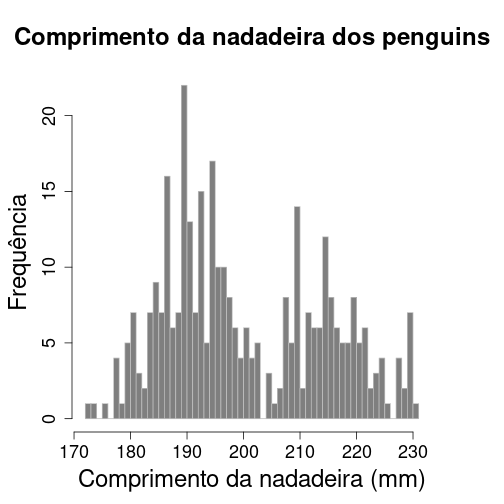 Comprimento da nadadeira dos penguins
Frequência
20
15
10
5
0
170 180 190 200 210 220 230
Comprimento da nadadeira (mm)